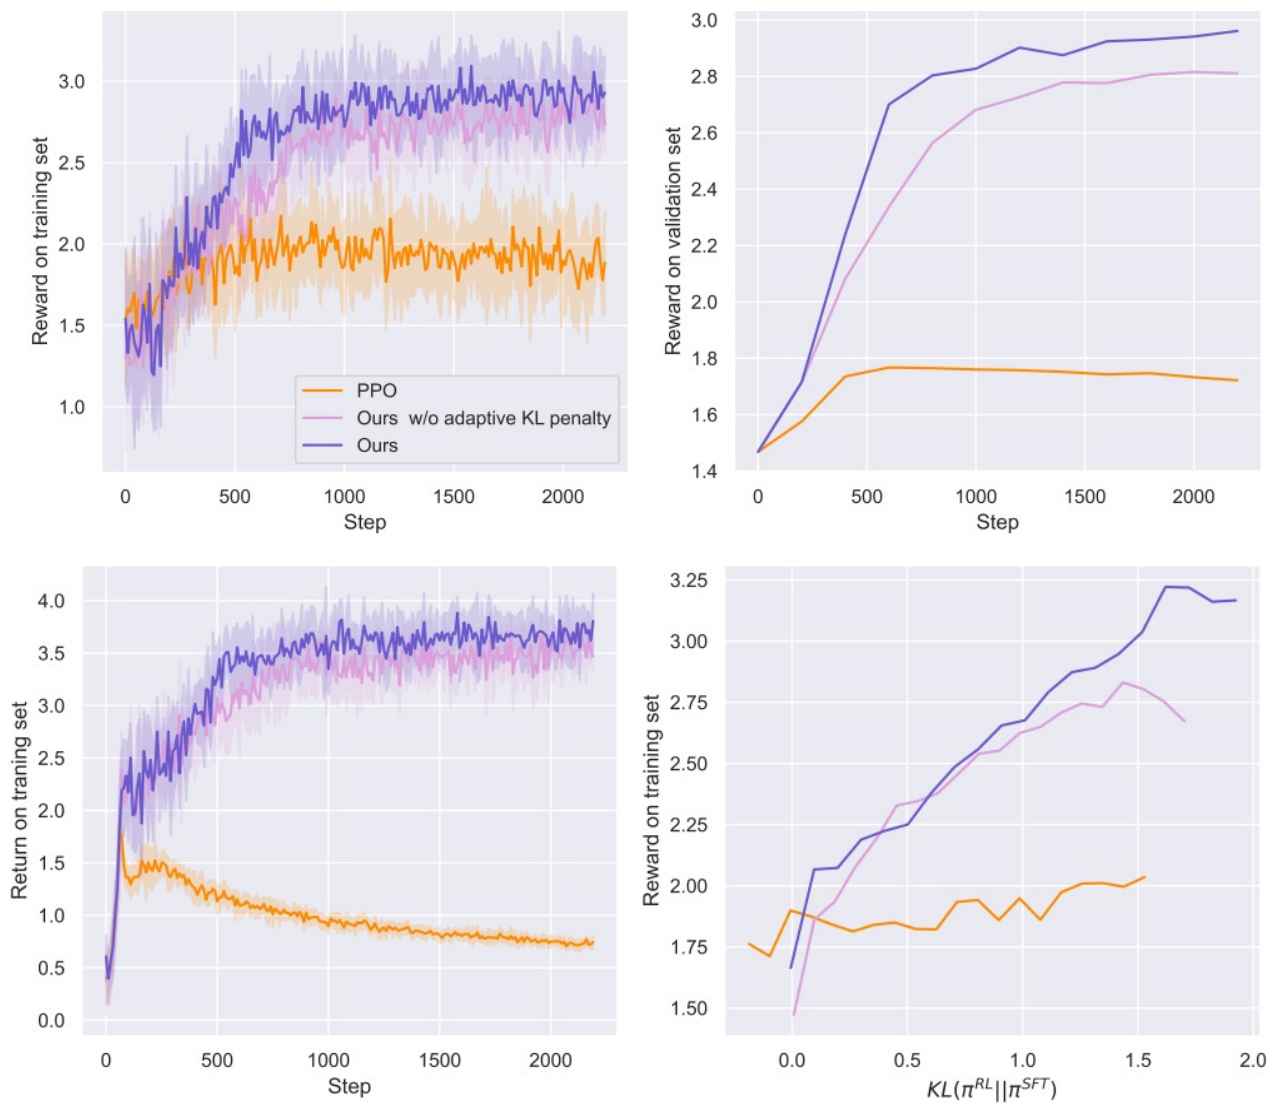 Reward on training set
3.0
2.5
2.0
1.5
1.0
PPO
Ours w/o adaptive KL penalty
Ours
0 500 1000 1500 2000
Step
Reward on validation set
3.0
2.8
2.6
2.4
2.2
2.0
1.8
1.6
1.4
0 500 1000 1500 2000
Step
Return on traning set
4.0
3.5
3.0
2.5
2.0
1.5
1.0
0.5
0.0
0 500 1000 1500 2000
Step
Reward on training set
3.25
3.00
2.75
2.50
2.25
2.00
1.75
1.50
0.0 0.5 1.0 1.5 2.0
KL(π^{RL}||π^{SFT})